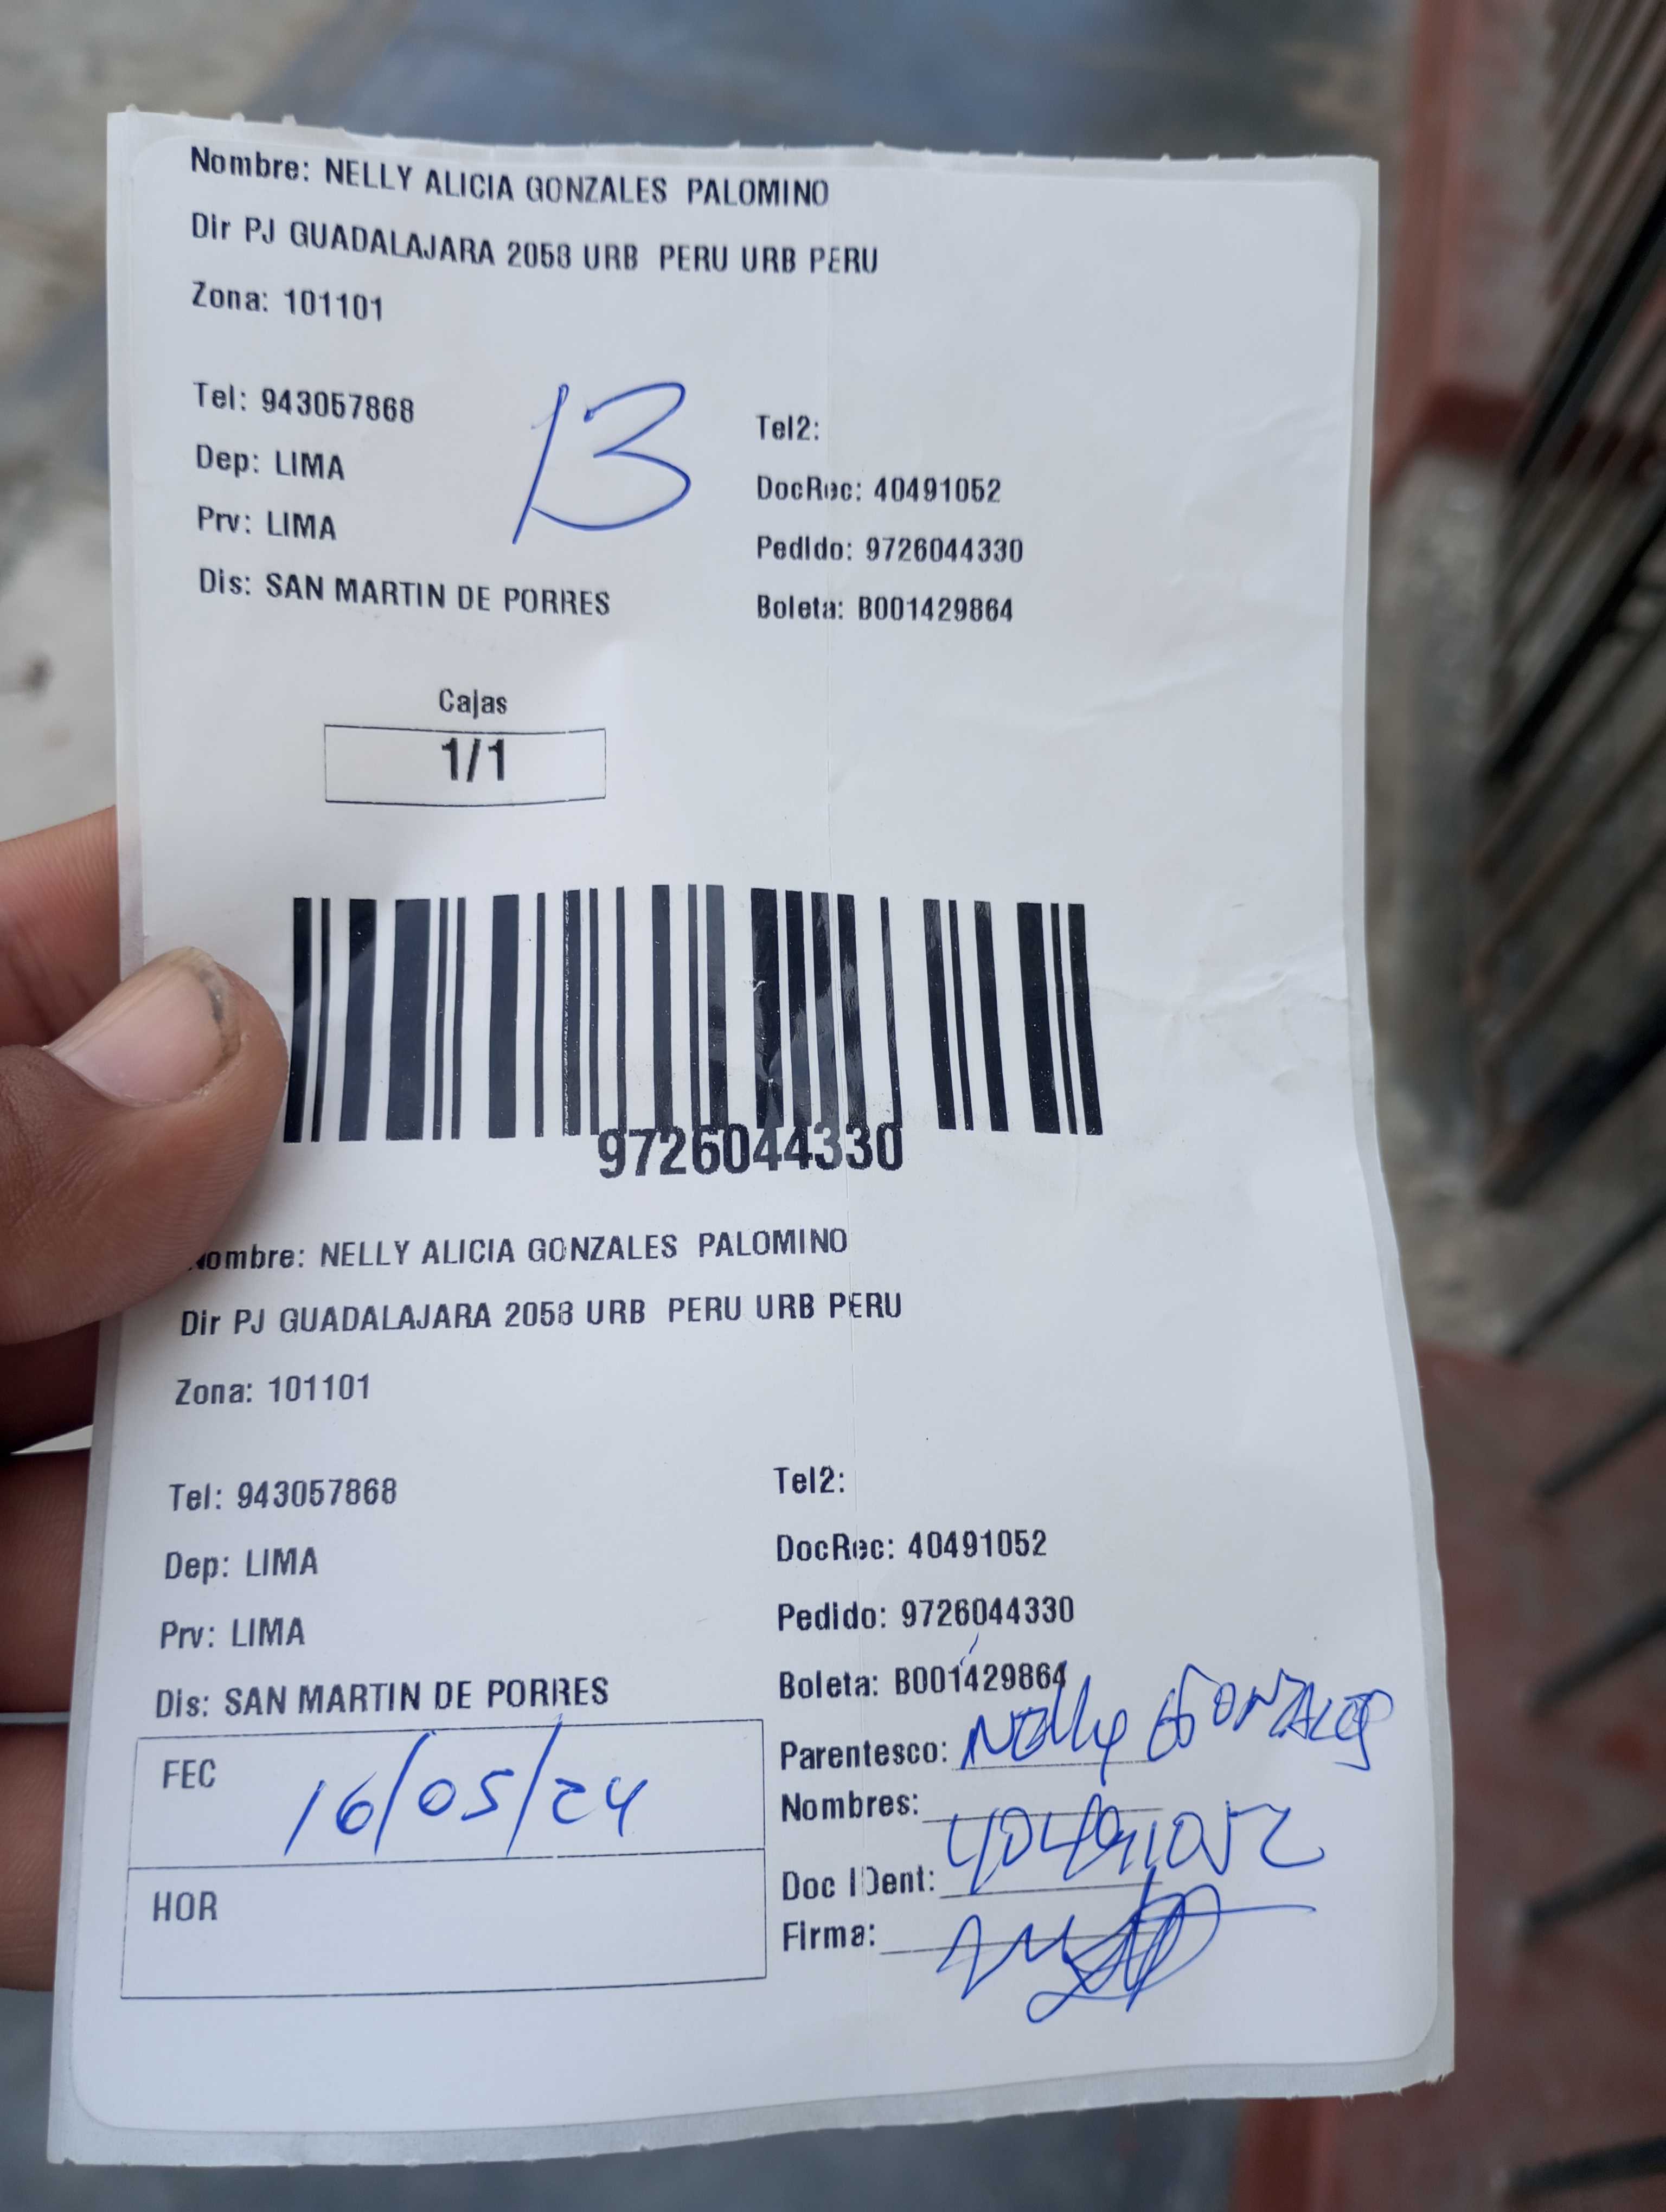 Nombre: NELLY ALICIA GONZALES PALOMINO
Dir PJ GUADALAJARA 2058 URB PERU URB PERU
Zona: 101101
13
Tel: 943057868
Tel2:
Dep: LIMA
DocRec: 40491052
Prv: LIMA
Pedido: 9726044330
Dis: SAN MARTIN DE PORRES
Boleta: B001429864
Cajas
1/1
9726044330
ombre: NELLY ALICIA GONZALES PALOMINO
Dir PJ GUADALAJARA 2058 URB PERU URB PERU
Zona: 101101
Tel: 943057868
Tel2:
Dep: LIMA
DocRec: 40491052
Prv: LIMA
Pedido: 9726044330
Dis: SAN MARTIN DE PORRES
Boleta: B001429864
FEC 16/05/24
Parentesco: Nelly GONZALES
Nombres: 40491052
HOR
Doc IDent:
Firma: